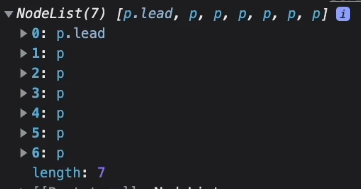 NodeList(7) [p.lead, p, p, p, p, p, p] i
0: p.lead
1: p
2: p
3: p
4: p
5: p
6: p
length: 7